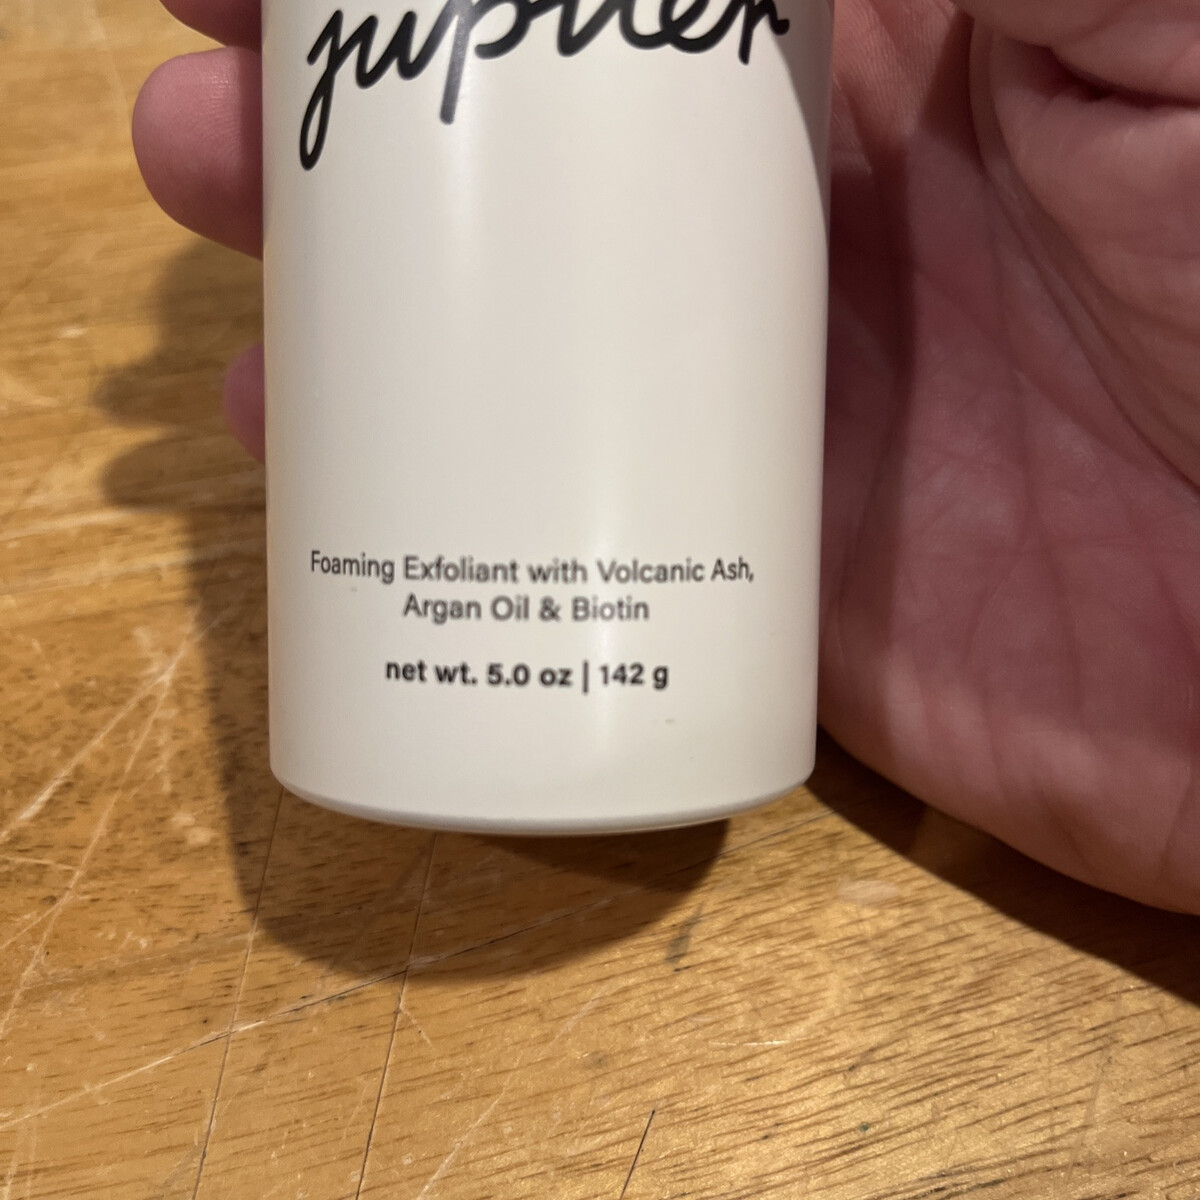 jupiter
Foaming Exfoliant with Volcanic Ash,
Argan Oil & Biotin
net wt. 5.0 oz | 142 g